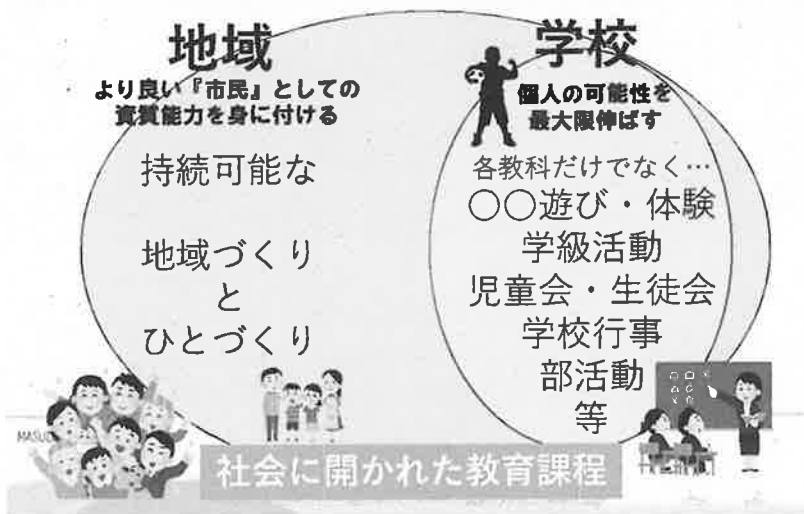 地域
より良い『市民』としての
資質能力を身に付ける
持続可能な
地域づくり
と
ひとづくり
学校
個人の可能性を
最大限伸ばす
各教科だけでなく…
〇〇遊び・体験
学級活動
児童会・生徒会
学校行事
部活動
等
社会に開かれた教育課程